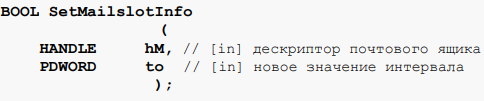 BOOL SetMailslotInfo
(
HANDLE hM, // [in] дескриптор почтового ящика
PDWORD to // [in] новое значение интервала
);